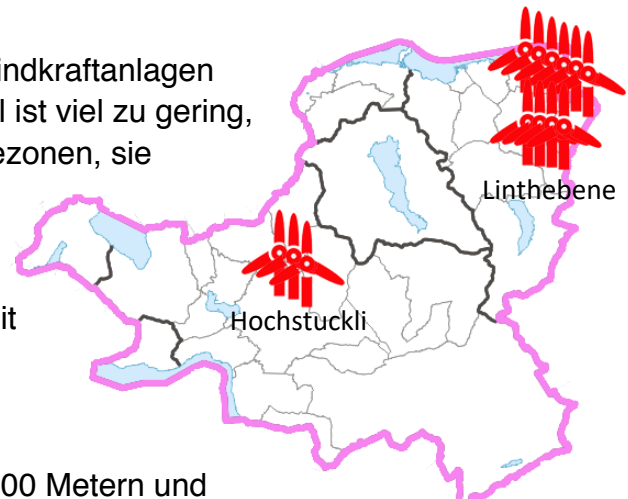 indkraftanlagen
l ist viel zu gering,
ezonen, sie
Linthebene
it
Hochstuckli
00 Metern und